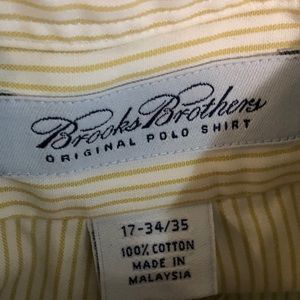 Brooks Brothers
ORIGINAL POLO SHIRT
17-34/35
100% COTTON
MADE IN
MALAYSIA